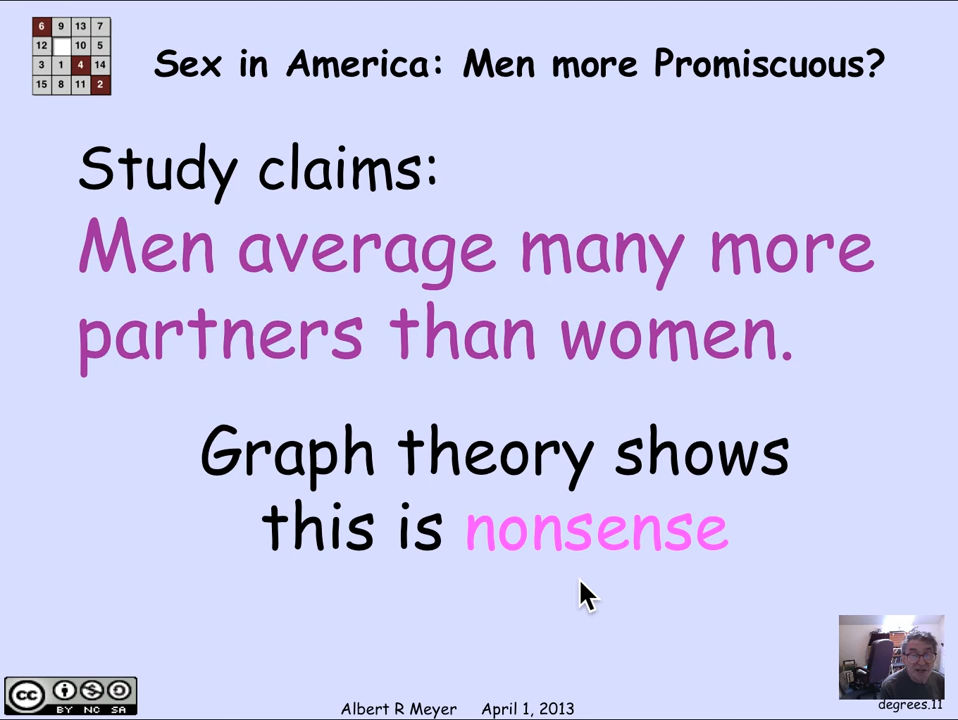 6 9 13 7
12 10 5
3 1 4 14
15 8 11 2
Sex in America: Men more Promiscuous?
Study claims:
Men average many more
partners than women.
Graph theory shows
this is nonsense
cc
BY NC SA
Albert R Meyer April 1, 2013
degrees.11